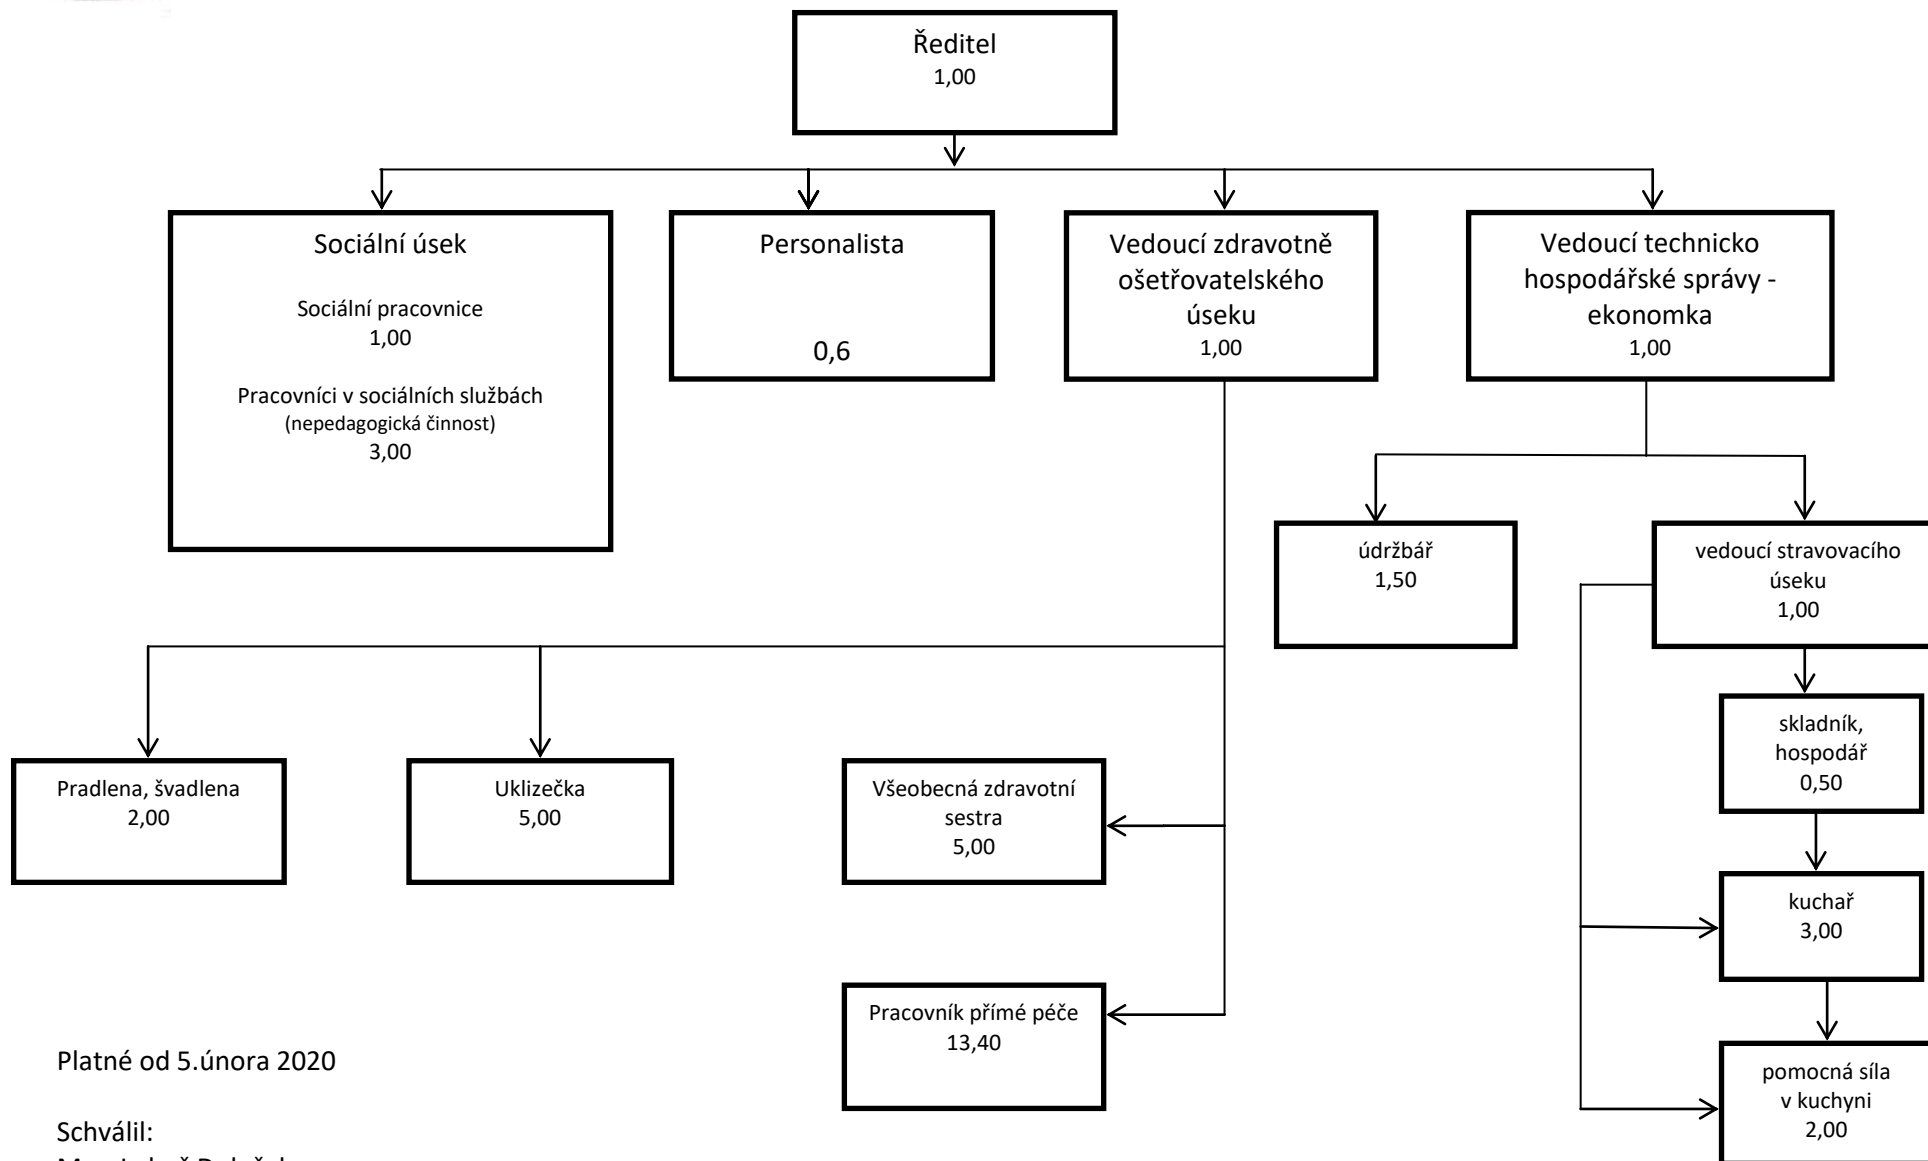 Ředitel
1,00
Sociální úsek
Sociální pracovnice
1,00
Pracovníci v sociálních službách
(nepedagogická činnost)
3,00
Personalista
0,6
Vedoucí zdravotně
ošetřovatelského
úseku
1,00
Vedoucí technicko
hospodářské správy -
ekonomka
1,00
údržbář
1,50
vedoucí stravovacího
úseku
1,00
skladník,
hospodář
0,50
Pradlena, švadlena
2,00
Uklizečka
5,00
Všeobecná zdravotní
sestra
5,00
kuchař
3,00
Pracovník přímé péče
13,40
pomocná síla
v kuchyni
2,00
Platné od 5.února 2020
Schválil: